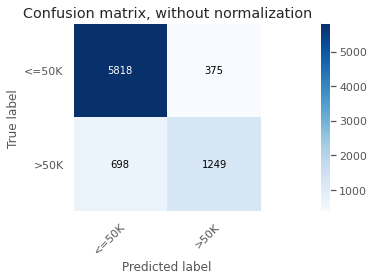 Confusion matrix, without normalization
True label
<=50K
5818
375
>50K
698
1249
<=50K
>50K
Predicted label
5000
4000
3000
2000
1000